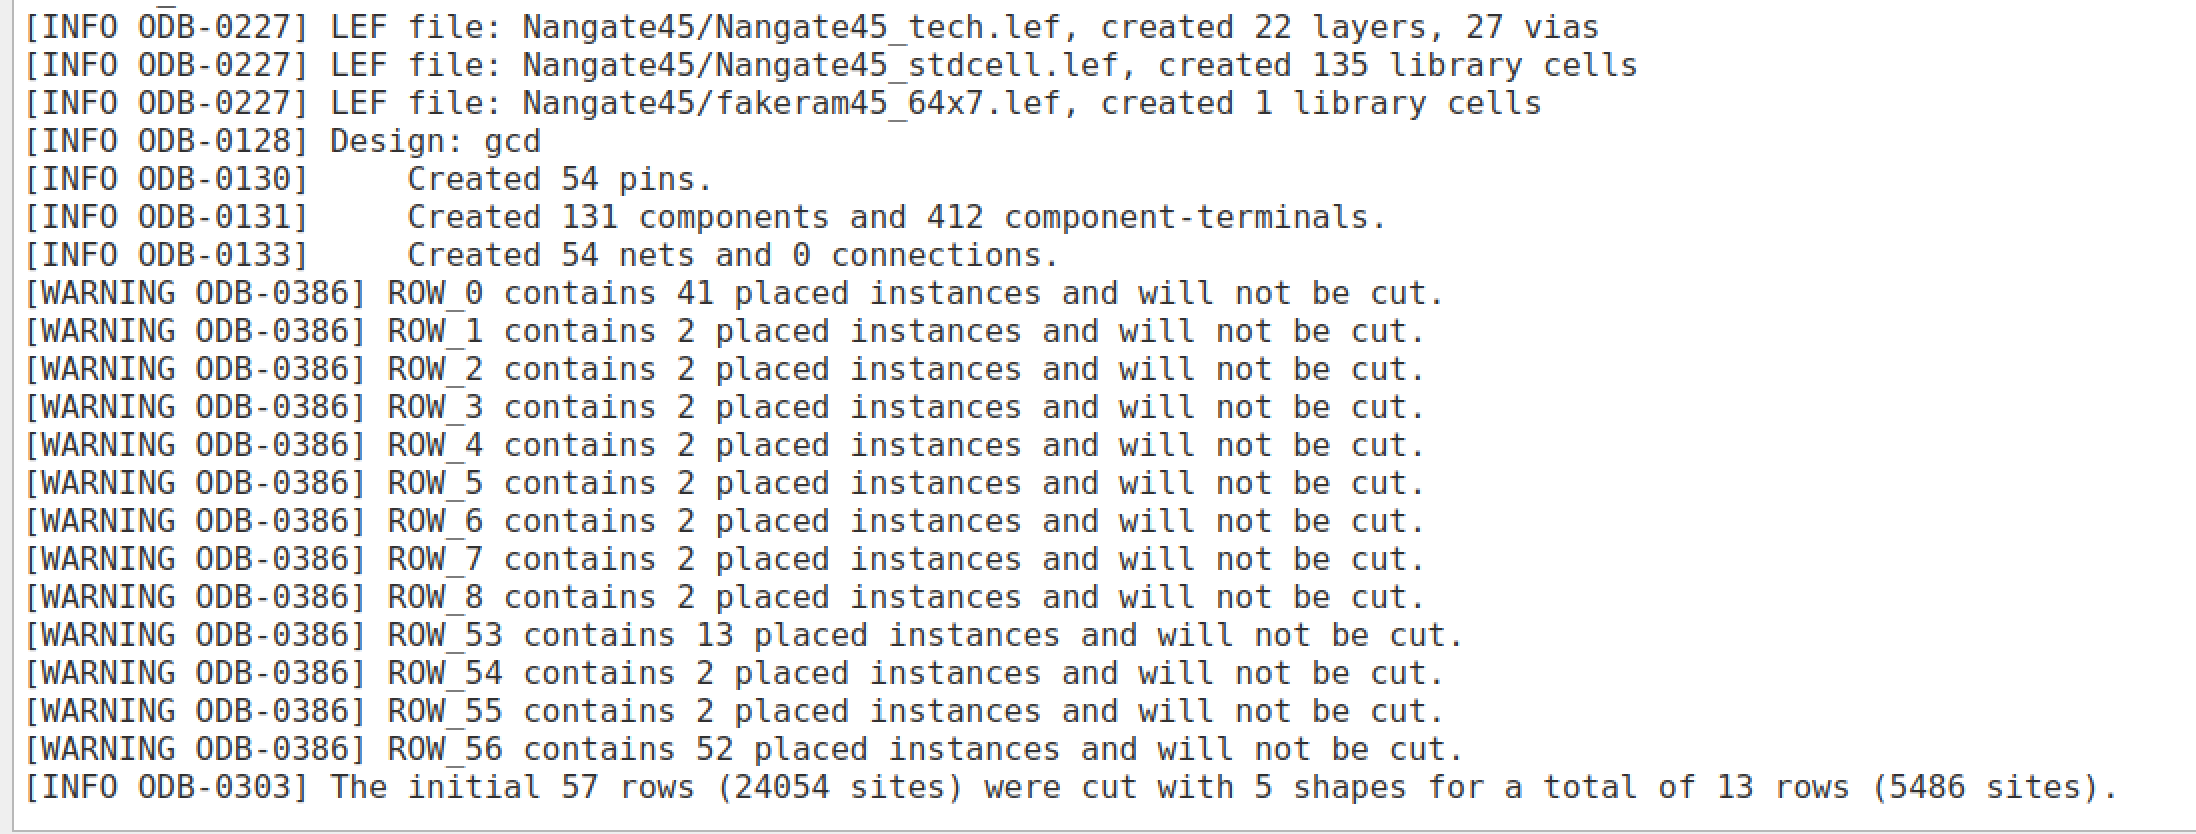 [INFO ODB-0227] LEF file: Nangate45/Nangate45_tech.lef, created 22 layers, 27 vias
[INFO ODB-0227] LEF file: Nangate45/Nangate45_stdcell.lef, created 135 library cells
[INFO ODB-0227] LEF file: Nangate45/fakeram45_64x7.lef, created 1 library cells
[INFO ODB-0128] Design: gcd
[INFO ODB-0130]     Created 54 pins.
[INFO ODB-0131]     Created 131 components and 412 component-terminals.
[INFO ODB-0133]     Created 54 nets and 0 connections.
[WARNING ODB-0386] ROW_0 contains 41 placed instances and will not be cut.
[WARNING ODB-0386] ROW_1 contains 2 placed instances and will not be cut.
[WARNING ODB-0386] ROW_2 contains 2 placed instances and will not be cut.
[WARNING ODB-0386] ROW_3 contains 2 placed instances and will not be cut.
[WARNING ODB-0386] ROW_4 contains 2 placed instances and will not be cut.
[WARNING ODB-0386] ROW_5 contains 2 placed instances and will not be cut.
[WARNING ODB-0386] ROW_6 contains 2 placed instances and will not be cut.
[WARNING ODB-0386] ROW_7 contains 2 placed instances and will not be cut.
[WARNING ODB-0386] ROW_8 contains 2 placed instances and will not be cut.
[WARNING ODB-0386] ROW_53 contains 13 placed instances and will not be cut.
[WARNING ODB-0386] ROW_54 contains 2 placed instances and will not be cut.
[WARNING ODB-0386] ROW_55 contains 2 placed instances and will not be cut.
[WARNING ODB-0386] ROW_56 contains 52 placed instances and will not be cut.
[INFO ODB-0303] The initial 57 rows (24054 sites) were cut with 5 shapes for a total of 13 rows (5486 sites).